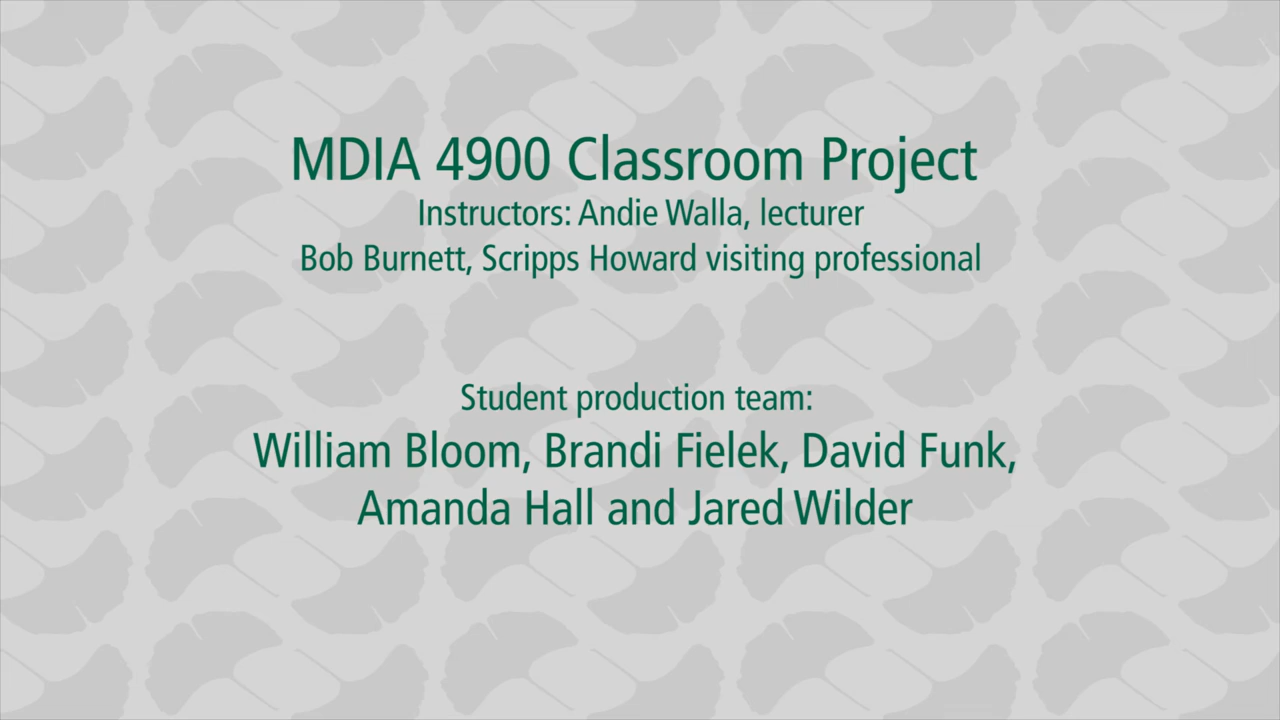 MDIA 4900 Classroom Project
Instructors: Andie Walla, lecturer
Bob Burnett, Scripps Howard visiting professional
Student production team:
William Bloom, Brandi Fielek, David Funk,
Amanda Hall and Jared Wilder